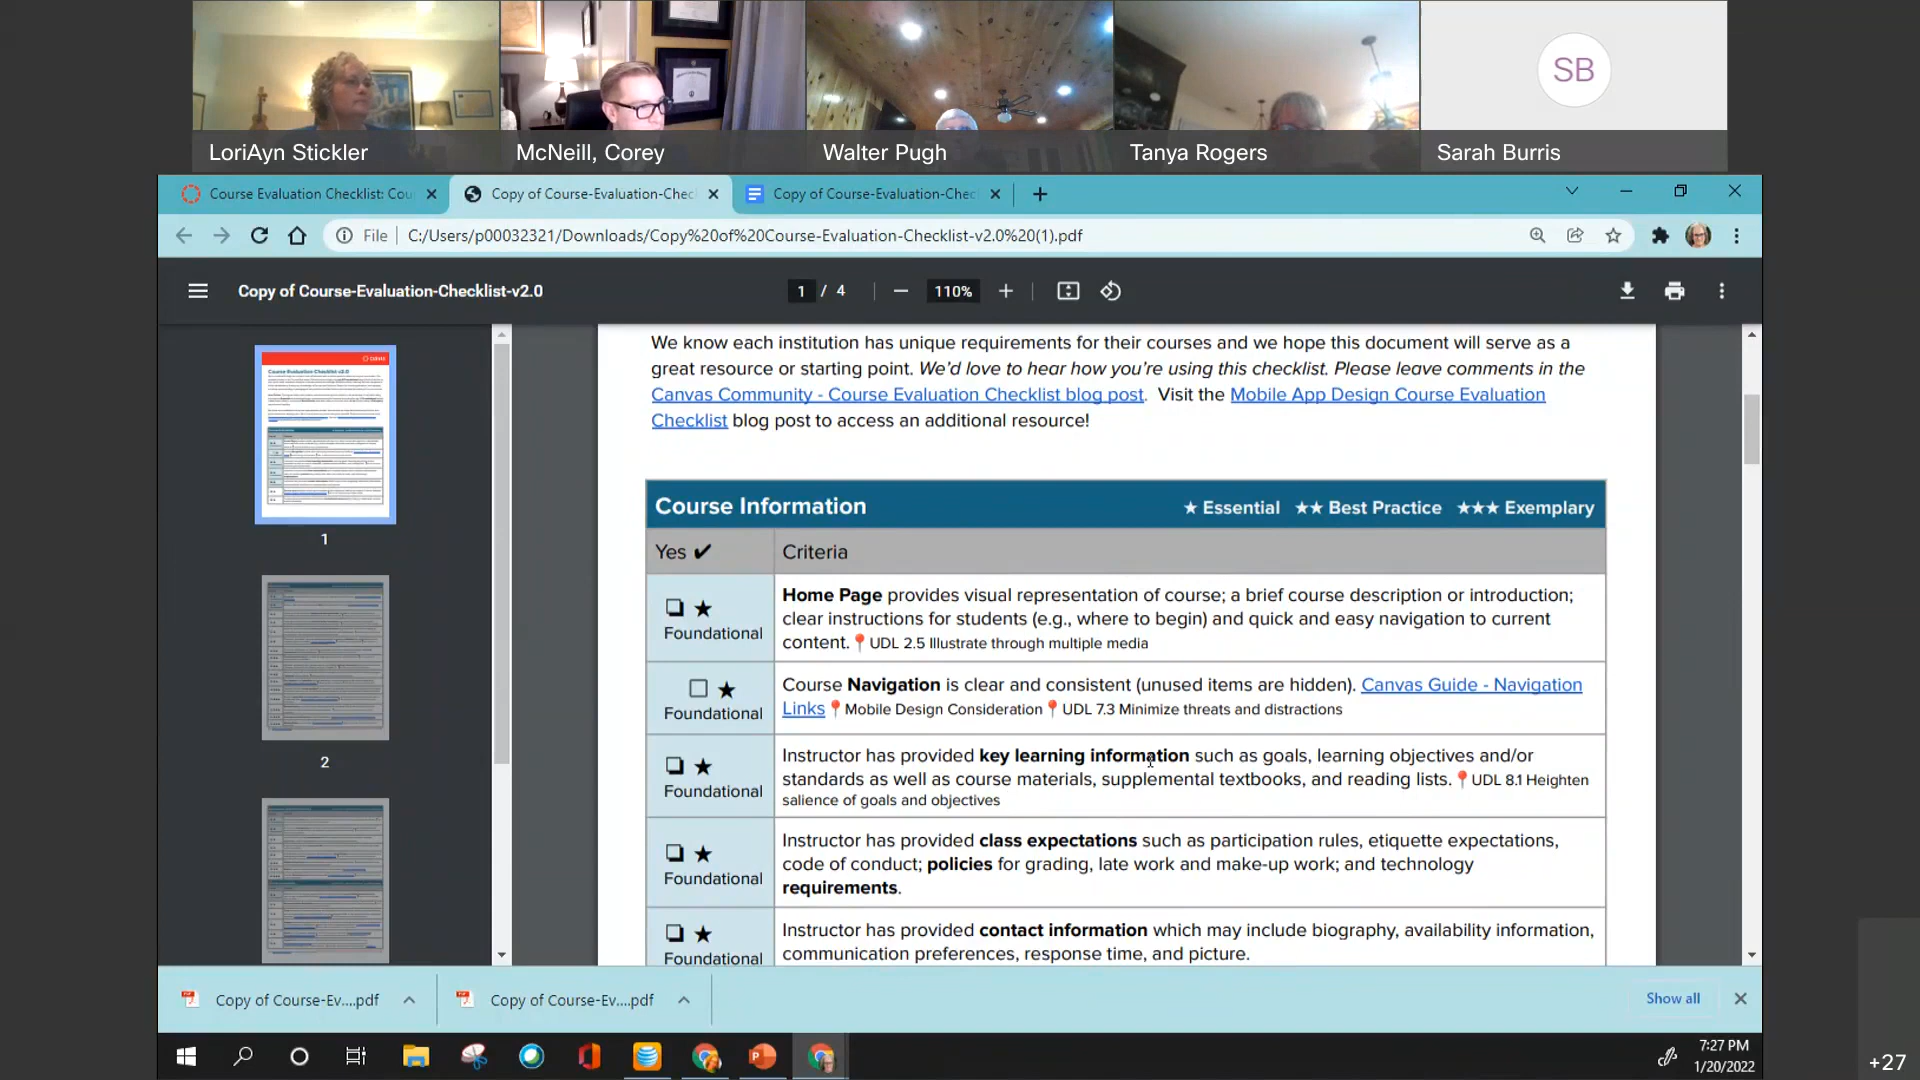 SB
LoriAyn Stickler
McNeill, Corey
Walter Pugh
Tanya Rogers
Sarah Burris
Course Evaluation Checklist: Cou
Copy of Course-Evaluation-Chec
Copy of Course-Evaluation-Chec
File
C:/Users/p00032321/Downloads/Copy%20of%20Course-Evaluation-Checklist-v2.0%20(1).pdf
Copy of Course-Evaluation-Checklist-v2.0
1 / 4
110%
We know each institution has unique requirements for their courses and we hope this document will serve as a
great resource or starting point. We'd love to hear how you're using this checklist. Please leave comments in the
Canvas Community - Course Evaluation Checklist blog post. Visit the Mobile App Design Course Evaluation
Checklist blog post to access an additional resource!
Course Information
★ Essential ★★ Best Practice ★★★ Exemplary
Yes ✔
Criteria
★
Foundational
Home Page provides visual representation of course; a brief course description or introduction;
clear instructions for students (e.g., where to begin) and quick and easy navigation to current
content. 📍UDL 2.5 Illustrate through multiple media
★
Foundational
Course Navigation is clear and consistent (unused items are hidden). Canvas Guide - Navigation
Links 📍Mobile Design Consideration 📍UDL 7.3 Minimize threats and distractions
★
Foundational
Instructor has provided key learning information such as goals, learning objectives and/or
standards as well as course materials, supplemental textbooks, and reading lists. 📍UDL 8.1 Heighten
salience of goals and objectives
★
Foundational
Instructor has provided class expectations such as participation rules, etiquette expectations,
code of conduct; policies for grading, late work and make-up work; and technology
requirements.
★
Foundational
Instructor has provided contact information which may include biography, availability information,
communication preferences, response time, and picture.
Course Evaluation Checklist v2.0
1
2
Copy of Course-Ev....pdf
Copy of Course-Ev....pdf
Show all
7:27 PM
1/20/2022
+27